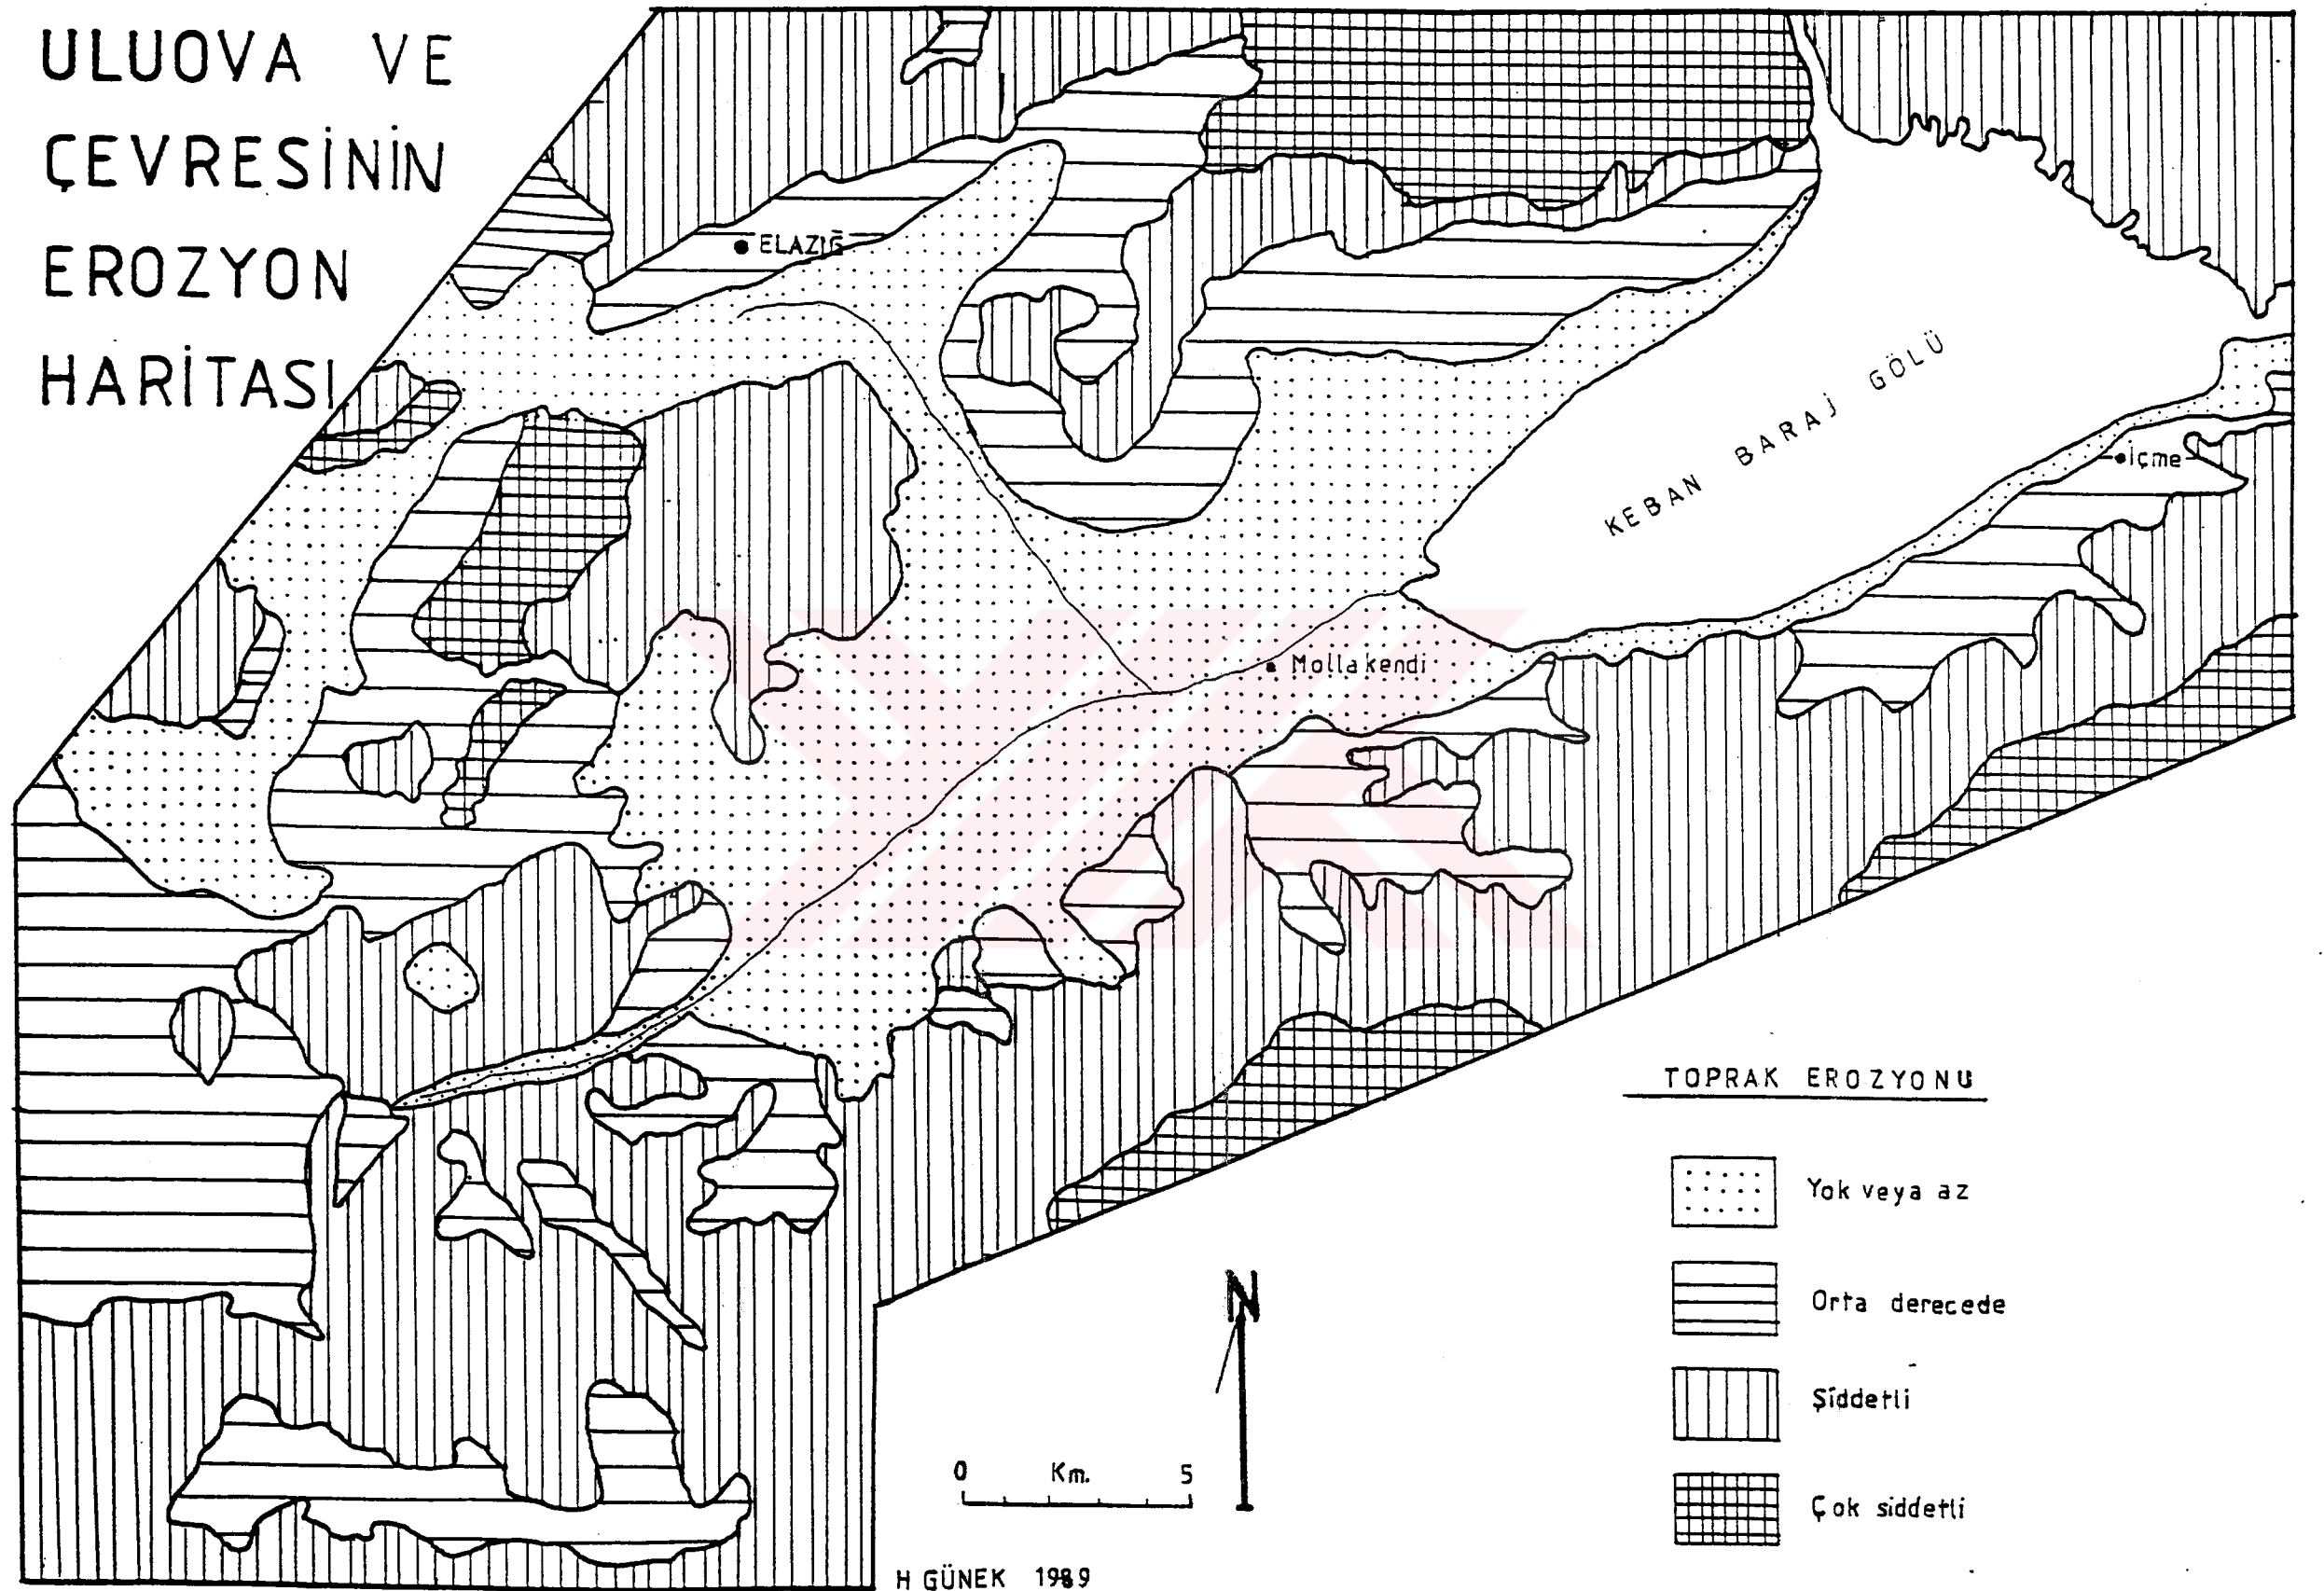 ULUOVA VE
ÇEVRESİNİN
EROZYON
HARİTASI
ELAZIĞ
KEBAN BARAJ GÖLÜ
İçme
Mollakendi
TOPRAK EROZYONU
Yok veya az
Orta derecede
Şiddetli
Çok siddetli
N
0 Km. 5
H GÜNEK 1989